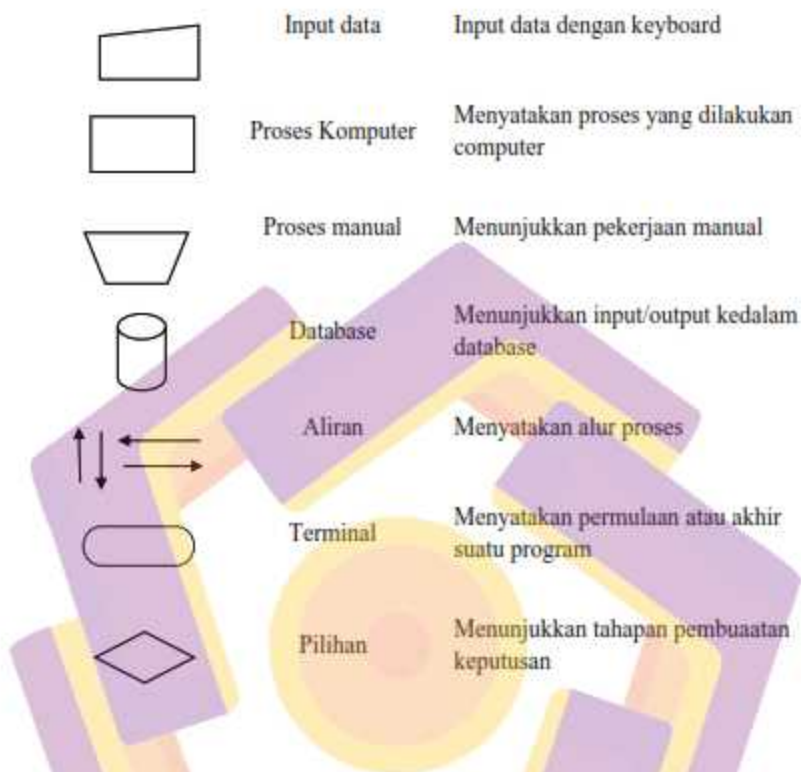 Input data Input data dengan keyboard
Proses Komputer Menyatakan proses yang dilakukan
computer
Proses manual Menunjukkan pekerjaan manual
Database Menunjukkan input/output kedalam
database
Aliran Menyatakan alur proses
Terminal Menyatakan permulaan atau akhir
suatu program
Pilihan Menunjukkan tahapan pembuaatan
keputusan